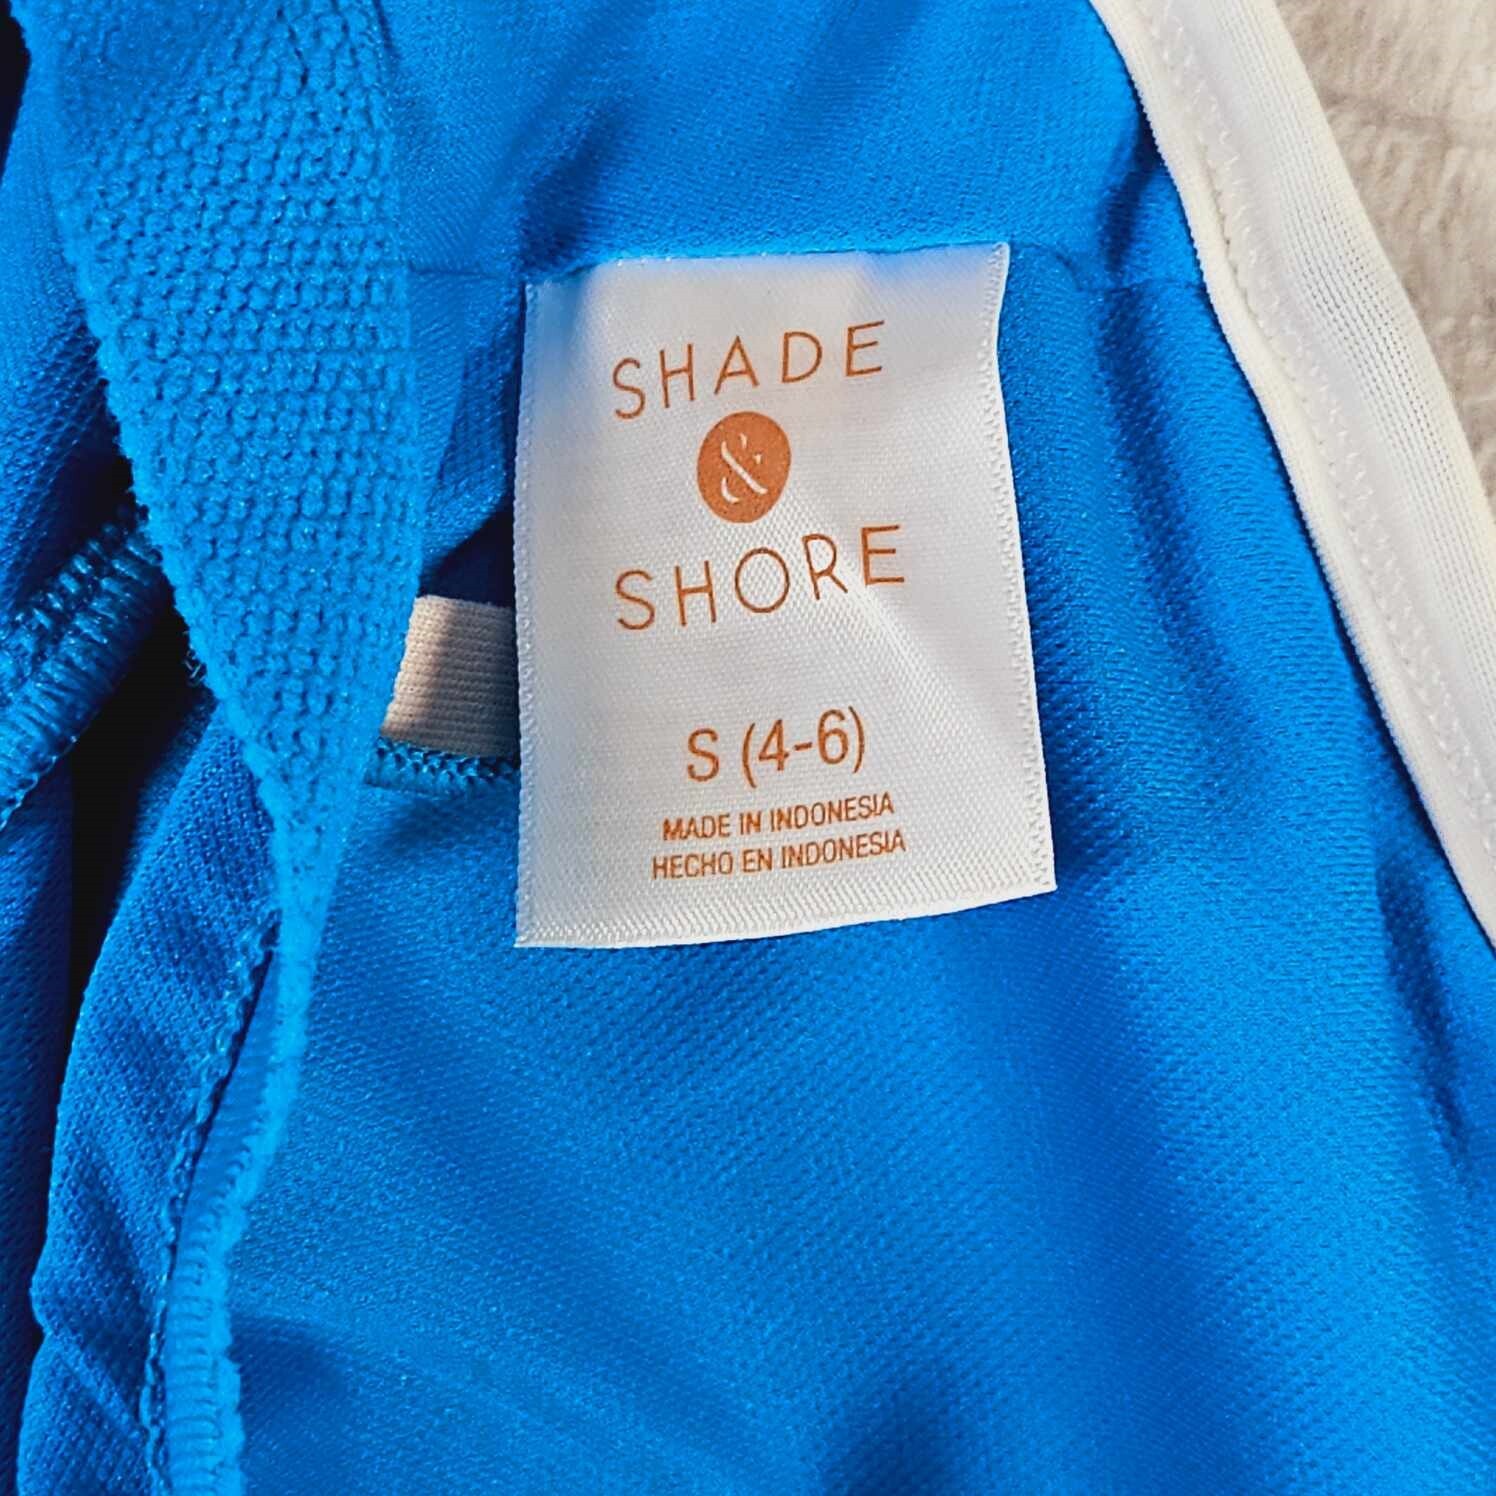 SHADE
&
SHORE
S (4-6)
MADE IN INDONESIA
HECHO EN INDONESIA